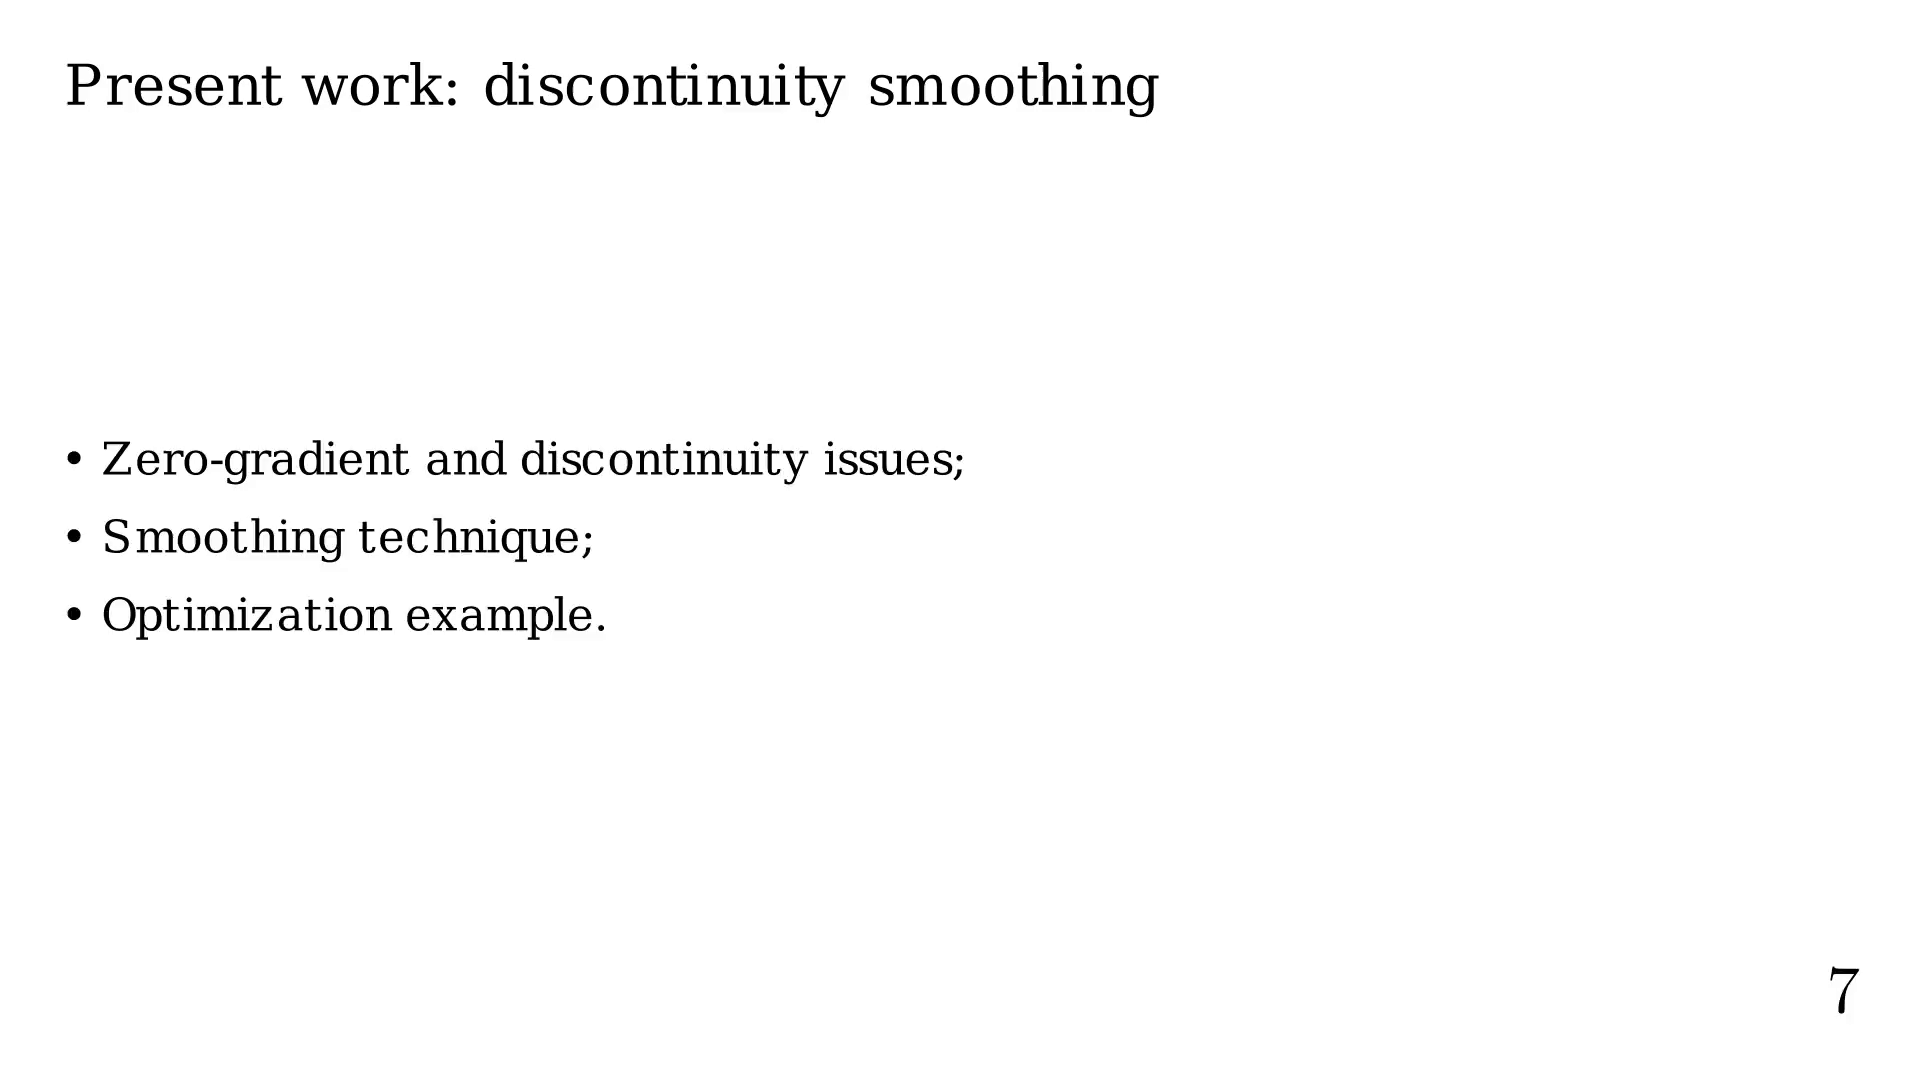 Present work: discontinuity smoothing
• Zero-gradient and discontinuity issues;
• Smoothing technique;
• Optimization example.
7